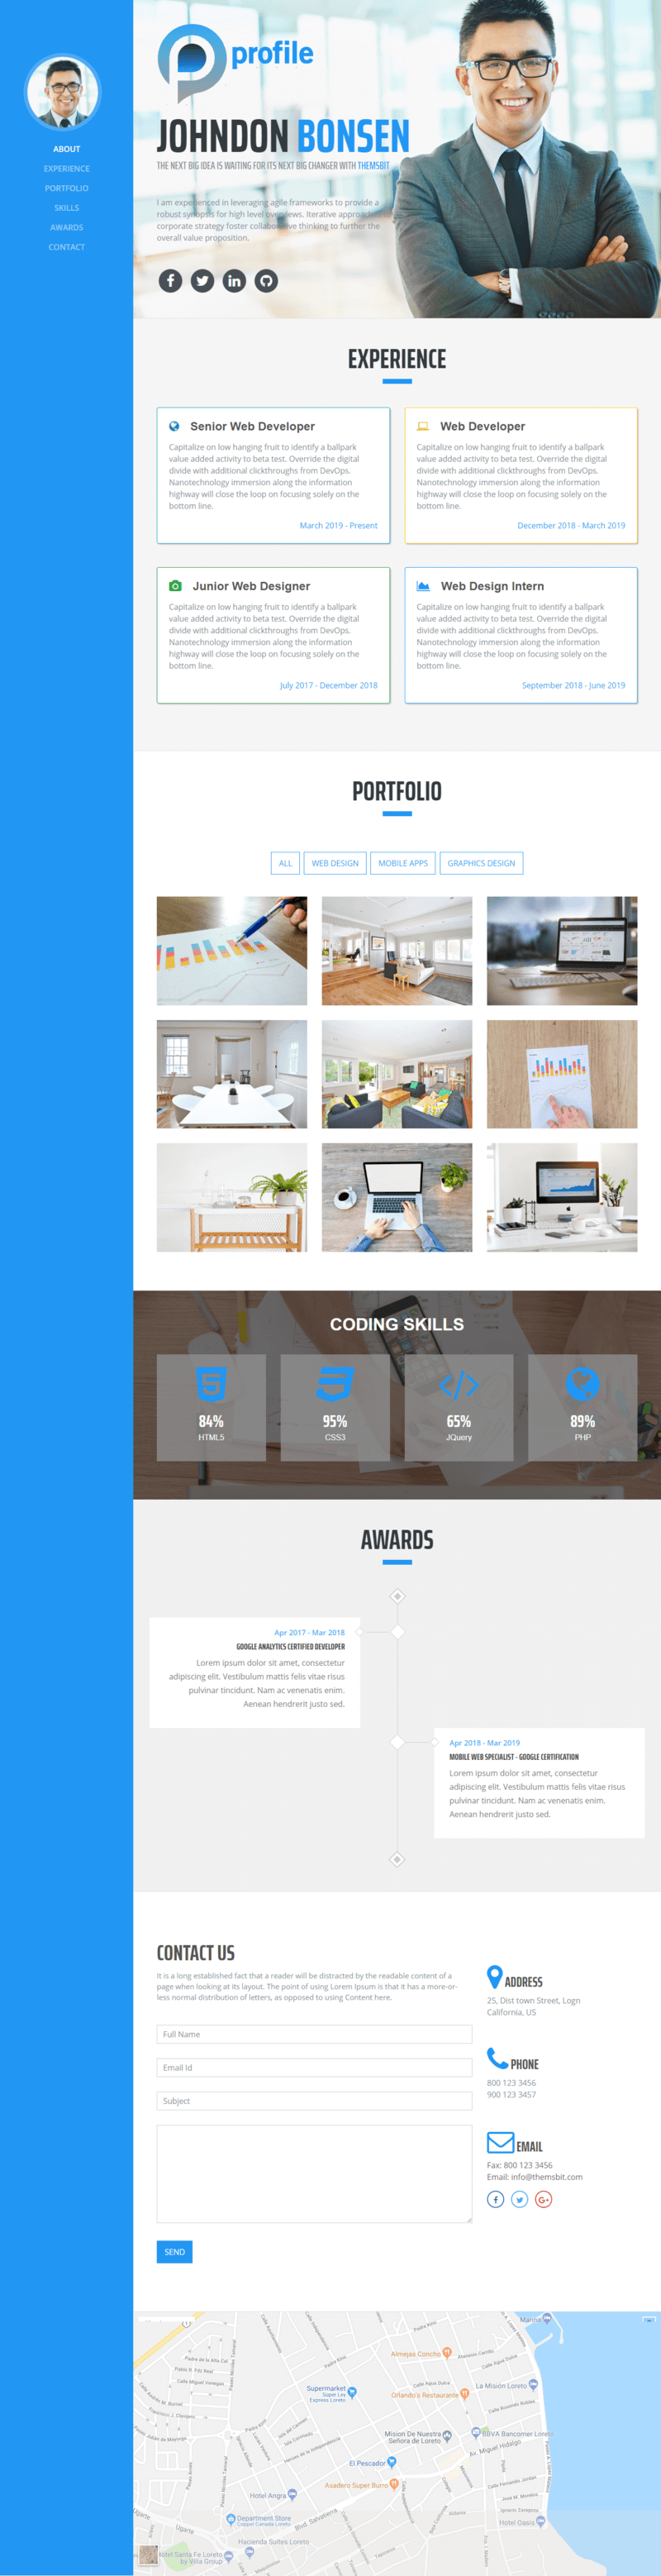 ABOUT
EXPERIENCE
PORTFOLIO
SKILLS
AWARDS
CONTACT
profile
JOHNDON BONSEN
THE NEXT BIG IDEA IS WAITING FOR ITS NEXT BIG CHANGER WITH THEMSBIT
I am experienced in leveraging agile frameworks to provide a
robust synopsis for high level overviews. Iterative approaches
corporate strategy foster collaborative thinking to further the
overall value proposition.
EXPERIENCE
Senior Web Developer
Capitalize on low hanging fruit to identify a ballpark
value added activity to beta test. Override the digital
divide with additional clickthroughs from DevOps.
Nanotechnology immersion along the information
highway will close the loop on focusing solely on the
bottom line.
March 2019 - Present
Web Developer
Capitalize on low hanging fruit to identify a ballpark
value added activity to beta test. Override the digital
divide with additional clickthroughs from DevOps.
Nanotechnology immersion along the information
highway will close the loop on focusing solely on the
bottom line.
December 2018 - March 2019
Junior Web Designer
Capitalize on low hanging fruit to identify a ballpark
value added activity to beta test. Override the digital
divide with additional clickthroughs from DevOps.
Nanotechnology immersion along the information
highway will close the loop on focusing solely on the
bottom line.
July 2017 - December 2018
Web Design Intern
Capitalize on low hanging fruit to identify a ballpark
value added activity to beta test. Override the digital
divide with additional clickthroughs from DevOps.
Nanotechnology immersion along the information
highway will close the loop on focusing solely on the
bottom line.
September 2018 - June 2019
PORTFOLIO
ALL
WEB DESIGN
MOBILE APPS
GRAPHICS DESIGN
CODING SKILLS
84%
HTML5
95%
CSS3
65%
JQuery
89%
PHP
AWARDS
Apr 2017 - Mar 2018
GOOGLE ANALYTICS CERTIFIED DEVELOPER
Lorem ipsum dolor sit amet, consectetur
adipiscing elit. Vestibulum mattis felis vitae risus
pulvinar tincidunt. Nam ac venenatis enim.
Aenean hendrerit justo sed.
Apr 2018 - Mar 2019
MOBILE WEB SPECIALIST - GOOGLE CERTIFICATION
Lorem ipsum dolor sit amet, consectetur
adipiscing elit. Vestibulum mattis felis vitae risus
pulvinar tincidunt. Nam ac venenatis enim.
Aenean hendrerit justo sed.
CONTACT US
It is a long established fact that a reader will be distracted by the readable content of a
page when looking at its layout. The point of using Lorem Ipsum is that it has a more-or-
less normal distribution of letters, as opposed to using Content here.
Full Name
Email Id
Subject
SEND
ADDRESS
25, Dist town Street, Logn
California, US
PHONE
800 123 3456
900 123 3457
EMAIL
Fax: 800 123 3456
Email: info@themsbit.com
Marina
Almejas Concho
Supermarket
Super Ley
Express Loreto
Orlando's Restaurante
La Misión Loreto
Mision De Nuestra
Señora de Loreto
BBVA Bancomer Loreto
Av. Miguel Hidalgo
El Pescador
Asadero Super Burro
Hotel Angra
Department Store
Coppel Canada Loreto
Blvd. Salvatierra
Hotel Oasis
Hacienda Suites Loreto
Hotel Santa Fe Loreto
by Villa Group